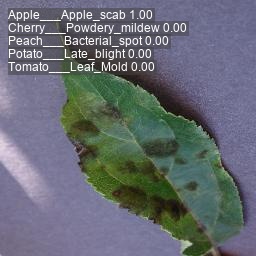 Apple___Apple_scab 1.00
Cherry___Powdery_mildew 0.00
Peach___Bacterial_spot 0.00
Potato___Late_blight 0.00
Tomato___Leaf_Mold 0.00